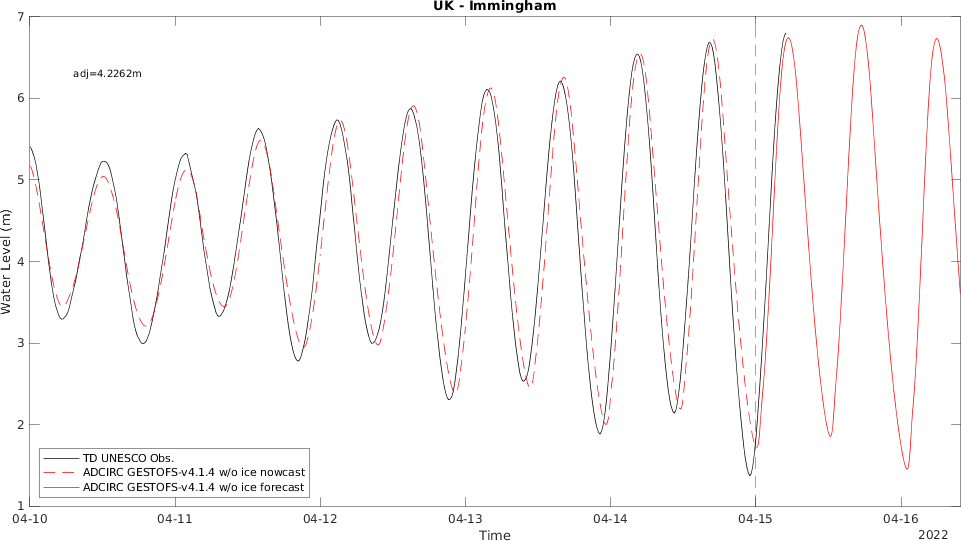 UK - Immingham
7
6
5
4
3
2
1
Water Level (m)
adj=4.2262m
TD UNESCO Obs.
ADCIRC GESTOFS-v4.1.4 w/o ice nowcast
ADCIRC GESTOFS-v4.1.4 w/o ice forecast
04-10 04-11 04-12 04-13 04-14 04-15 04-16
Time
2022